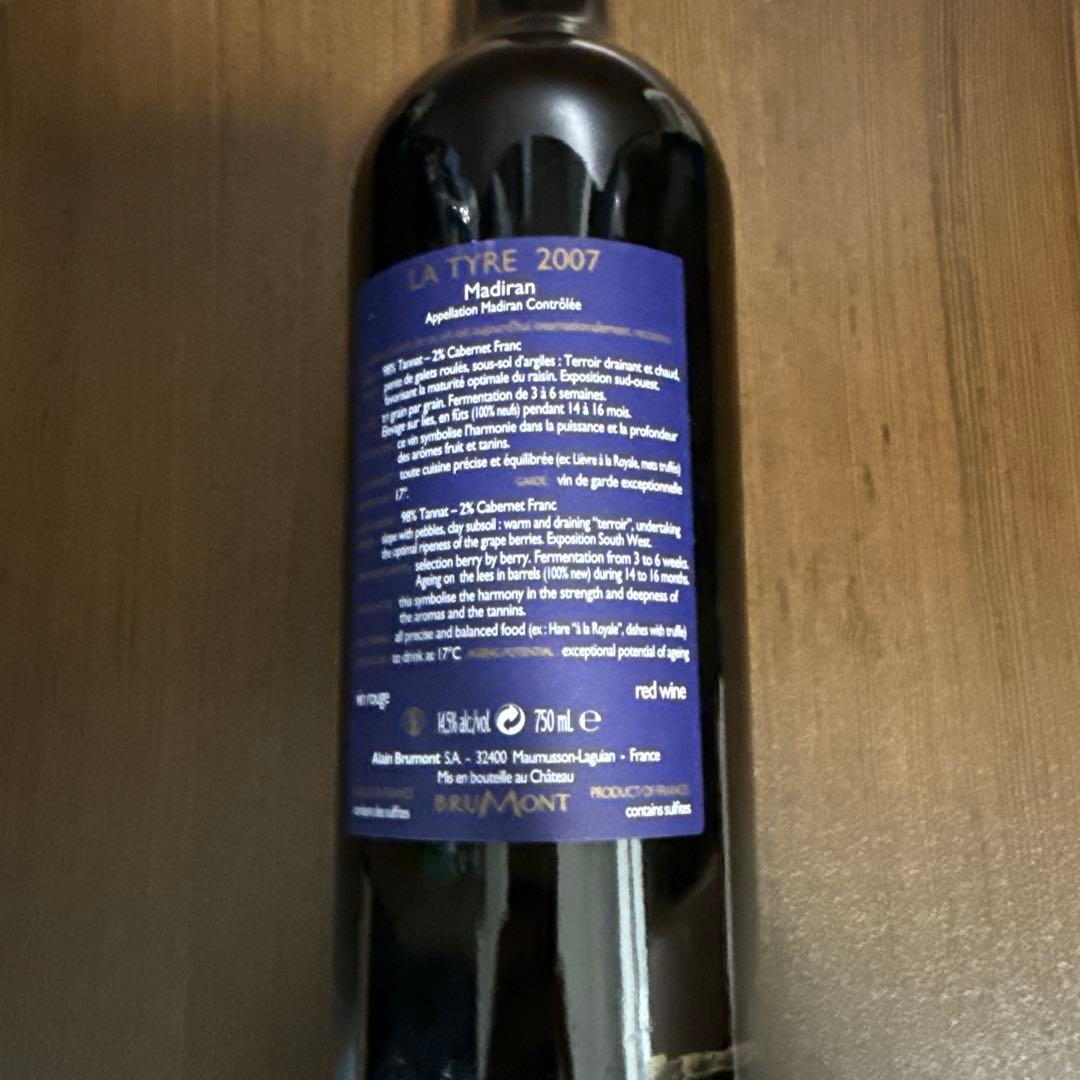 LA TYRE 2007
Madiran
Appellation Madiran Contrôlée
est aujourd'hui internationalement reconnu
98% Tannat – 2% Cabernet Franc
pente de galets roulés, sous-sol d'argiles : Terroir drainant et chaud,
favorisant la maturité optimale du raisin. Exposition sud-ouest.
tri grain par grain. Fermentation de 3 à 6 semaines.
Elevage sur lies, en fûts (100% neufs) pendant 14 à 16 mois.
ce vin symbolise l'harmonie dans la puissance et la profondeur
des arômes fruit et tanins.
toute cuisine précise et équilibrée (ex: Lièvre à la Royale, mets truffés)
17°. GARDE vin de garde exceptionnelle
98% Tannat – 2% Cabernet Franc
slope with pebbles, clay subsoil : warm and draining "terroir", undertaking
the optimal ripeness of the grape berries. Exposition South West.
selection berry by berry. Fermentation from 3 to 6 weeks.
Ageing on the lees in barrels (100% new) during 14 to 16 months.
this symbolise the harmony in the strength and deepness of
the aromas and the tannins.
all precise and balanced food (ex : Hare "à la Royale", dishes with truffle)
to drink at 17°C AGEING POTENTIAL exceptional potential of ageing
vin rouge red wine
14.5% alc/vol. 750 mL e
Alain Brumont S.A. - 32400 Maumusson-Laguian - France
Mis en bouteille au Château
PRODUCT OF FRANCE
BRUMONT
contient des sulfites contains sulfites